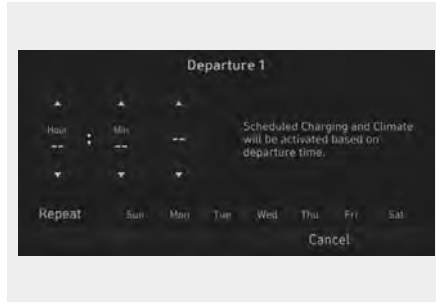 Departure 1
Hour : Min
-- -- --
Scheduled Charging and Climate
will be activated based on
departure time.
Repeat Sun Mon Tue Wed Thu Fri Sat
Cancel